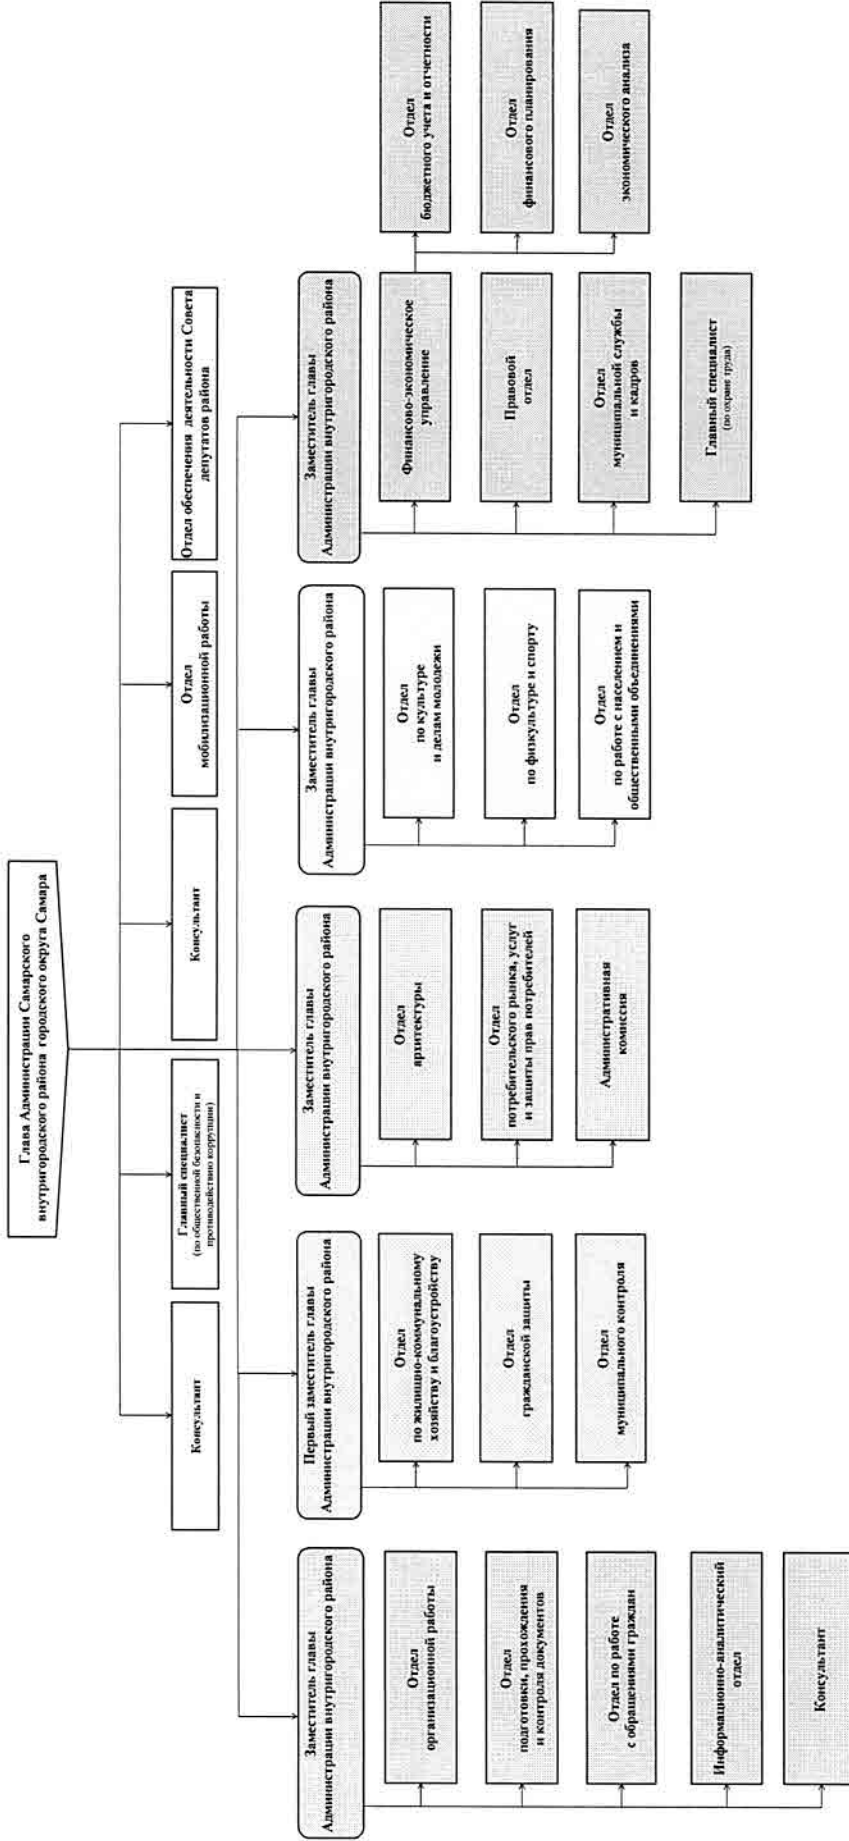 Глава Администрации Самарского
внутригородского района городского округа Самара
Консультант
Главный специалист
(по общественной безопасности и
противодействию коррупции)
Консультант
Отдел
мобилизационной работы
Отдел обеспечения деятельности Совета
депутатов района
Заместитель главы
Администрации внутригородского района
Отдел
организационной работы
Отдел
подготовки, прохождения
и контроля документов
Отдел по работе
с обращениями граждан
Информационно-аналитический
отдел
Консультант
Первый заместитель главы
Администрации внутригородского района
Отдел
по жилищно-коммунальному
хозяйству и благоустройству
Отдел
гражданской защиты
Отдел
муниципального контроля
Заместитель главы
Администрации внутригородского района
Отдел
архитектуры
Отдел
потребительского рынка, услуг
и защиты прав потребителей
Административная
комиссия
Заместитель главы
Администрации внутригородского района
Отдел
по культуре
и делам молодежи
Отдел
по физкультуре и спорту
Отдел
по работе с населением и
общественными объединениями
Заместитель главы
Администрации внутригородского района
Финансово-экономическое
управление
Правовой
отдел
Отдел
муниципальной службы
и кадров
Главный специалист
(по охране труда)
Отдел
бюджетного учета и отчетности
Отдел
финансового планирования
Отдел
экономического анализа